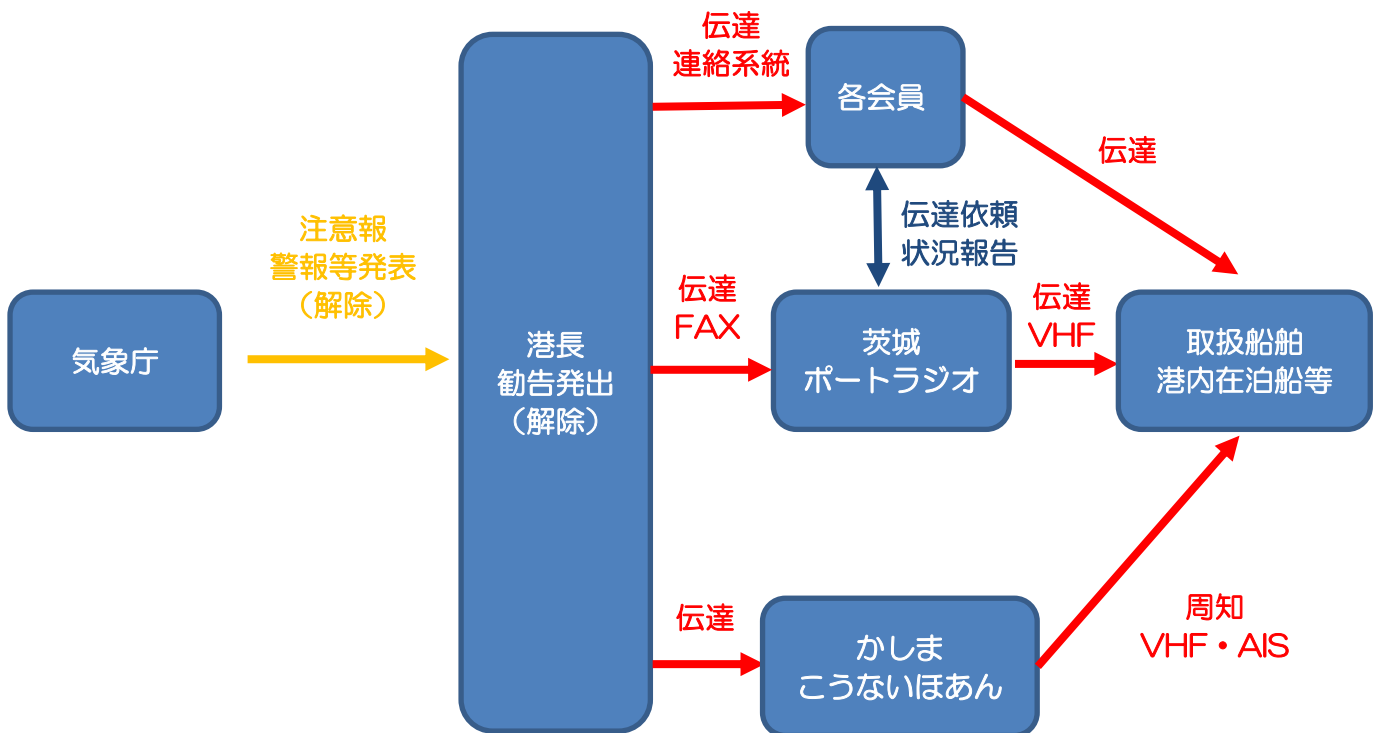 気象庁
注意報
警報等発表
（解除）
港長
勧告発出
（解除）
伝達
連絡系統
各会員
伝達
伝達依頼
状況報告
伝達
FAX
茨城
ポートラジオ
伝達
VHF
取扱船舶
港内在泊船等
伝達
かしま
こうないほあん
周知
VHF・AIS